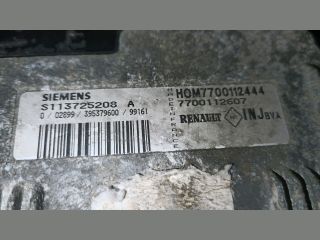 SIEMENS
S113725208 A
0 / 02899 / 395379600 / 99161
HOM7700112444
7700112607
RENAULT INJ BVA